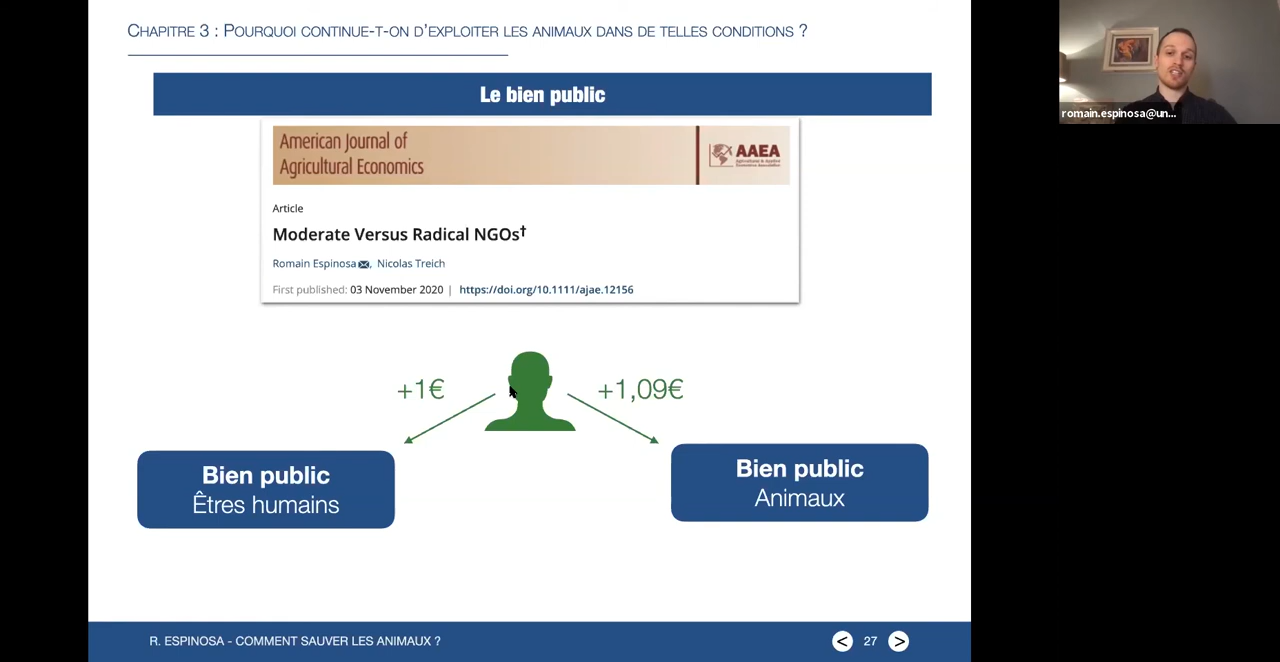 CHAPITRE 3 : POURQUOI CONTINUE-T-ON D'EXPLOITER LES ANIMAUX DANS DE TELLES CONDITIONS ?
Le bien public
American Journal of
Agricultural Economics
AAEA
Article
Moderate Versus Radical NGOs†
Romain Espinosa, Nicolas Treich
First published: 03 November 2020 | https://doi.org/10.1111/ajae.12156
+1€
+1,09€
Bien public
Êtres humains
Bien public
Animaux
R. ESPINOSA - COMMENT SAUVER LES ANIMAUX ?
< 27 >
romain.espinosa@un...